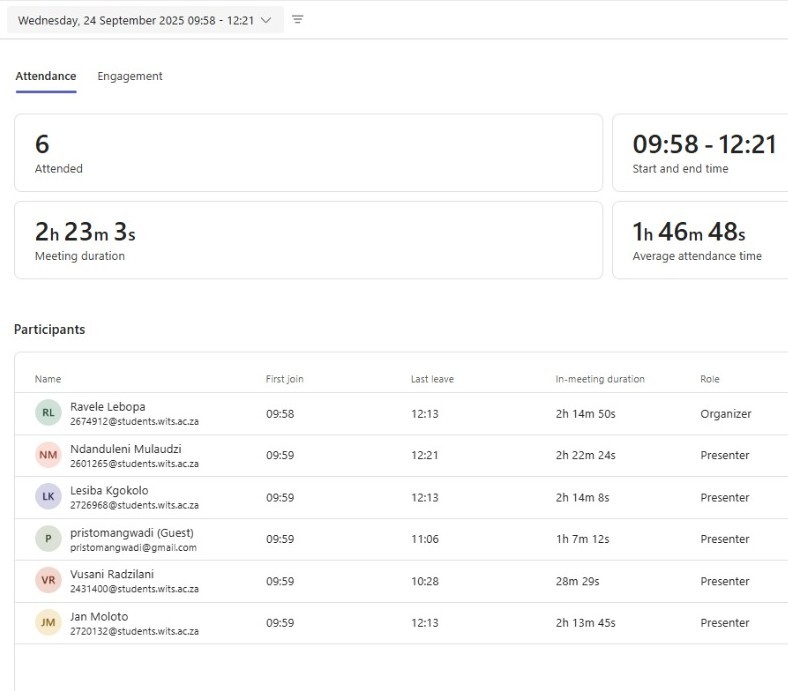 Wednesday, 24 September 2025 09:58 - 12:21
Attendance Engagement
6
Attended
09:58 - 12:21
Start and end time
2h 23m 3s
Meeting duration
1h 46m 48s
Average attendance time
Participants
Name First join Last leave In-meeting duration Role
RL Ravele Lebopa 09:58 12:13 2h 14m 50s Organizer
2674912@students.wits.ac.za
NM Ndanduleni Mulaudzi 09:59 12:21 2h 22m 24s Presenter
2601265@students.wits.ac.za
LK Lesiba Kgokolo 09:59 12:13 2h 14m 8s Presenter
2726968@students.wits.ac.za
P pristomangwadi (Guest) 09:59 11:06 1h 7m 12s Presenter
pristomangwadi@gmail.com
VR Vusani Radzilani 09:59 10:28 28m 29s Presenter
2431400@students.wits.ac.za
JM Jan Moloto 09:59 12:13 2h 13m 45s Presenter
2720132@students.wits.ac.za